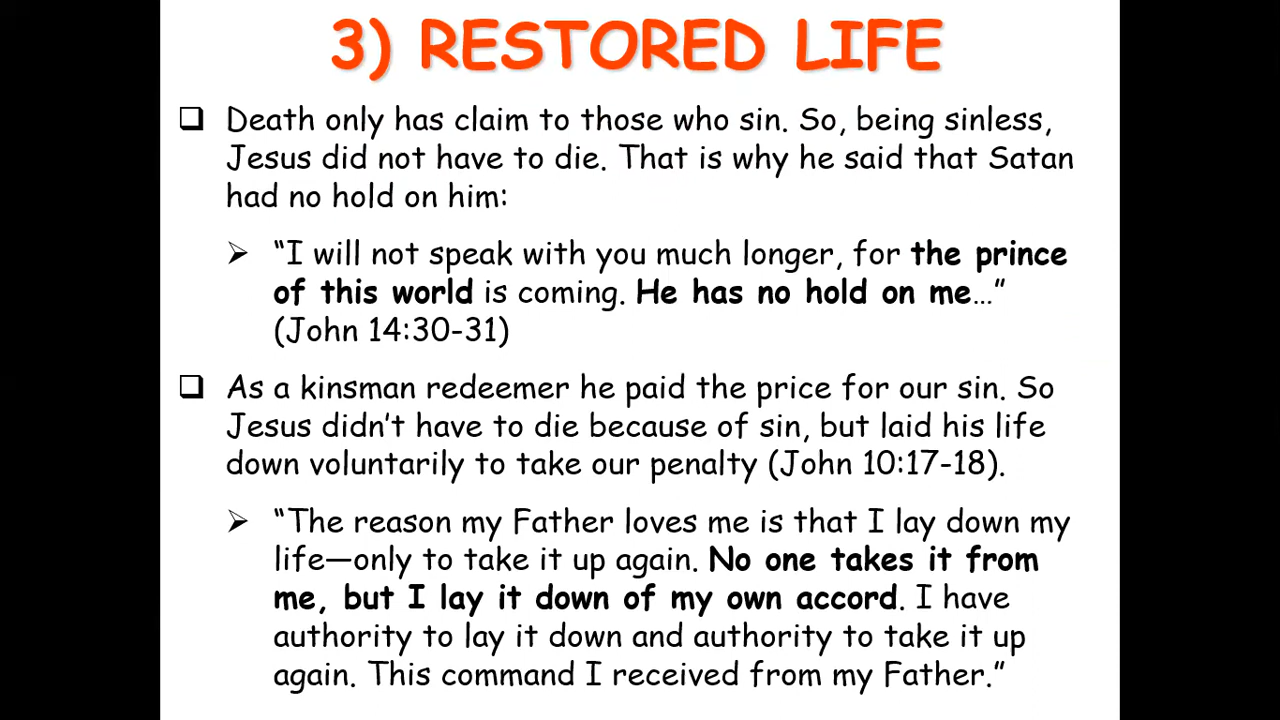 3) RESTORED LIFE
Death only has claim to those who sin. So, being sinless,
Jesus did not have to die. That is why he said that Satan
had no hold on him:
“I will not speak with you much longer, for the prince
of this world is coming. He has no hold on me…”
(John 14:30-31)
As a kinsman redeemer he paid the price for our sin. So
Jesus didn’t have to die because of sin, but laid his life
down voluntarily to take our penalty (John 10:17-18).
“The reason my Father loves me is that I lay down my
life—only to take it up again. No one takes it from
me, but I lay it down of my own accord. I have
authority to lay it down and authority to take it up
again. This command I received from my Father.”